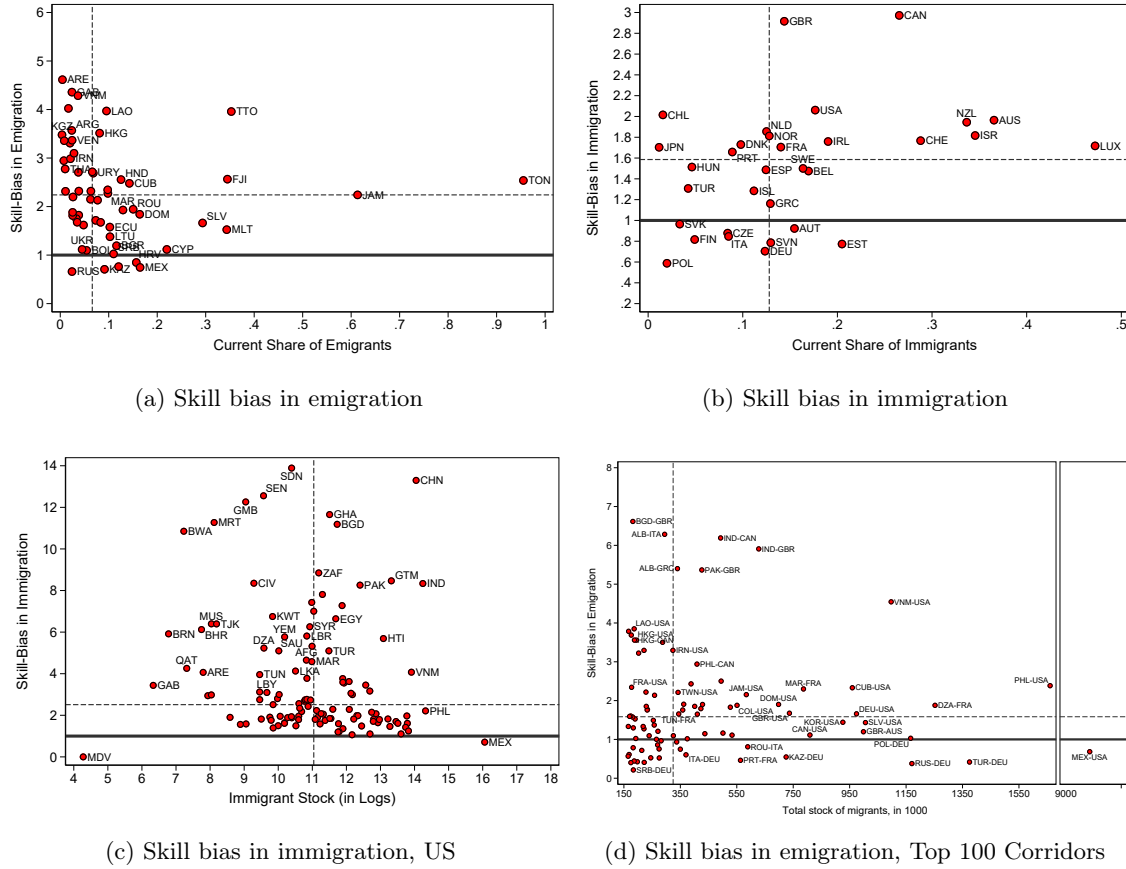 Skill-Bias in Emigration
6
5
4
3
2
1
0
ARE
GAB
VNM
LAO
TTO
KGZ
ARG
HKG
VEN
IRN
THA
URY
HND
CUB
FJI
TON
JAM
MAR
ROU
DOM
SLV
MLT
ECU
LTU
UKR
BOL
BGR
SRB
CYP
HRV
RUS
KAZ
MEX
0 .1 .2 .3 .4 .5 .6 .7 .8 .9 1
Current Share of Emigrants
(a) Skill bias in emigration
Skill-Bias in Immigration
3
2.8
2.6
2.4
2.2
2
1.8
1.6
1.4
1.2
1
.8
.6
.4
.2
GBR
CAN
CHL
USA
NLD
NOR
NZL
AUS
ISR
JPN
DNK
FRA
IRL
CHE
LUX
PRT
SWE
HUN
ESP
BEL
TUR
ISL
GRC
SVK
AUT
FIN
CZE
ITA
SVN
DEU
EST
POL
0 .1 .2 .3 .4 .5
Current Share of Immigrants
(b) Skill bias in immigration
Skill-Bias in Immigration
14
12
10
8
6
4
2
0
SDN
CHN
SEN
GMB
GHA
MRT
BGD
BWA
ZAF
CIV
PAK
GTM
IND
MUS
TJK
KWT
EGY
BRN
BHR
SYR
YEM
LBR
HTI
DZA
SAU
TUR
AFG
MAR
QAT
ARE
TUN
LKA
VNM
GAB
LBY
PHL
MEX
MDV
4 5 6 7 8 9 10 11 12 13 14 15 16 17 18
Immigrant Stock (in Logs)
(c) Skill bias in immigration, US
Skill-Bias in Emigration
8
7
6
5
4
3
2
1
0
BGD-GBR
ALB-ITA
IND-CAN
IND-GBR
ALB-GRC
PAK-GBR
VNM-USA
LAO-USA
HKG-USA
HKG-CAN
IRN-USA
PHL-CAN
FRA-USA
TWN-USA
JAM-USA
MAR-FRA
CUB-USA
PHL-USA
DOM-USA
DZA-FRA
COL-USA
GBR-USA
DEU-USA
TUN-FRA
KOR-USA
SLV-USA
CAN-USA
GBR-AUS
POL-DEU
ROU-ITA
MEX-USA
ITA-DEU
PRT-FRA
KAZ-DEU
RUS-DEU
TUR-DEU
SRB-DEU
150 350 550 750 950 1150 1350 1550 9000
Total stock of migrants, in 1000
(d) Skill bias in emigration, Top 100 Corridors